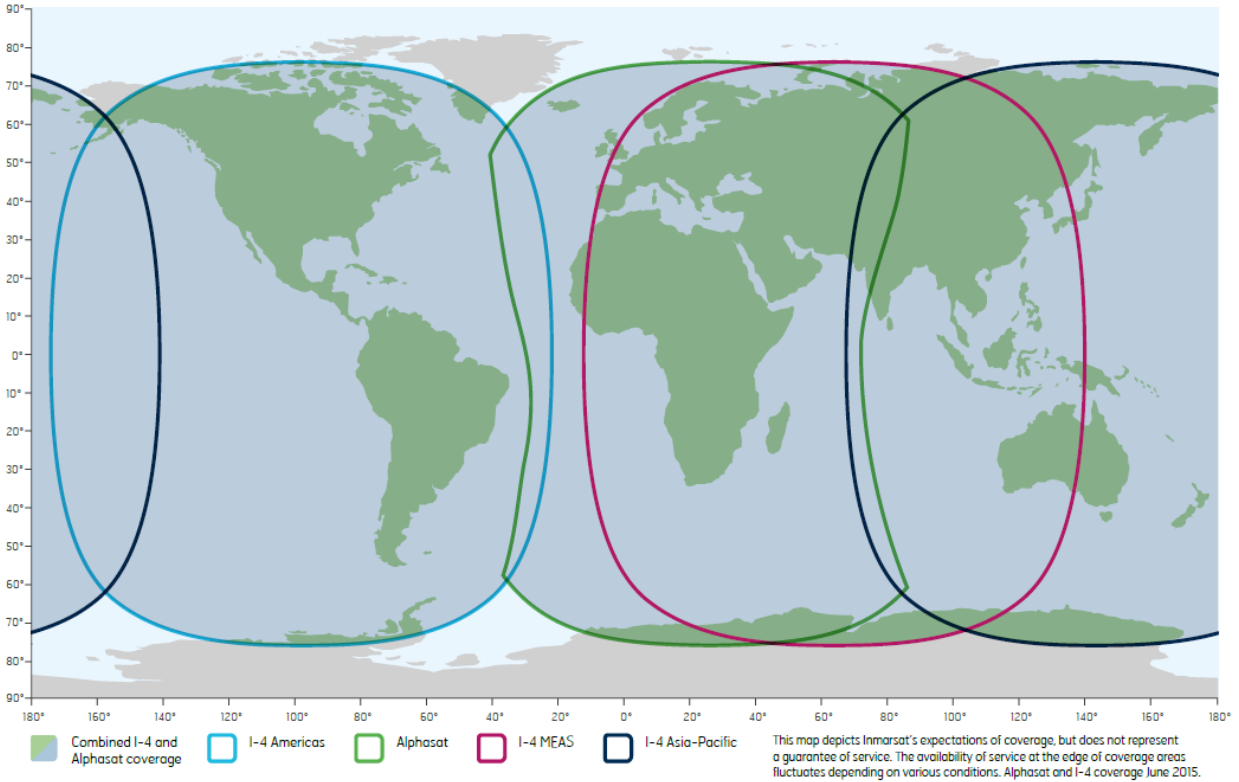 90°
80°
70°
60°
50°
40°
30°
20°
10°
0°
10°
20°
30°
40°
50°
60°
70°
80°
90°
180° 160° 140° 120° 100° 80° 60° 40° 20° 0° 20° 40° 60° 80° 100° 120° 140° 160° 180°
Combined I-4 and
Alphasat coverage
I-4 Americas
Alphasat
I-4 MEAS
I-4 Asia-Pacific
This map depicts Inmarsat's expectations of coverage, but does not represent
a guarantee of service. The availability of service at the edge of coverage areas
fluctuates depending on various conditions. Alphasat and I-4 coverage June 2015.